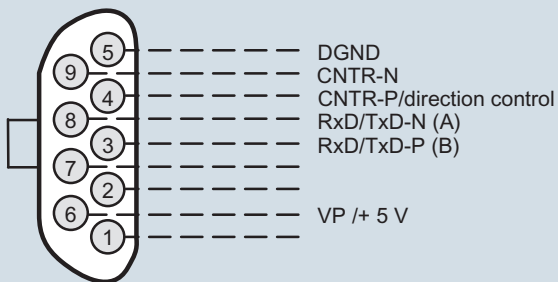 5
DGND
9
CNTR-N
4
CNTR-P/direction control
8
RxD/TxD-N (A)
3
RxD/TxD-P (B)
7
2
6
VP /+ 5 V
1